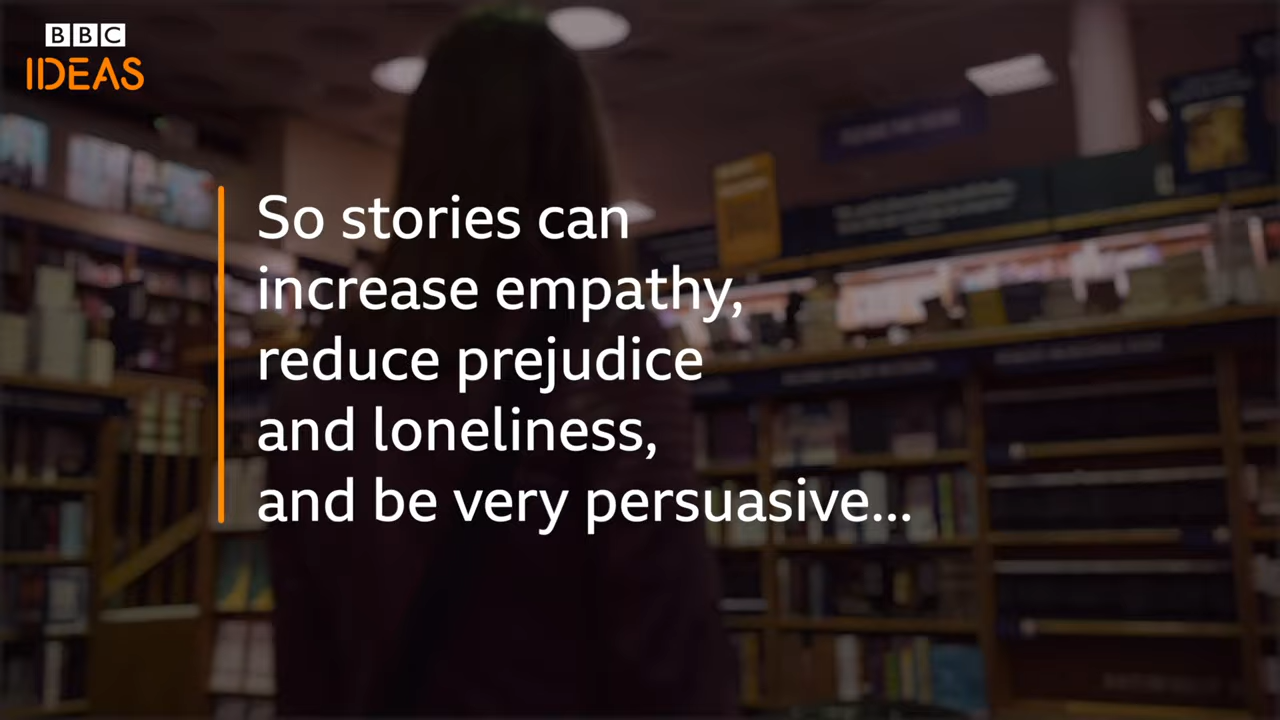 BBC
IDEAS
So stories can
increase empathy,
reduce prejudice
and loneliness,
and be very persuasive...